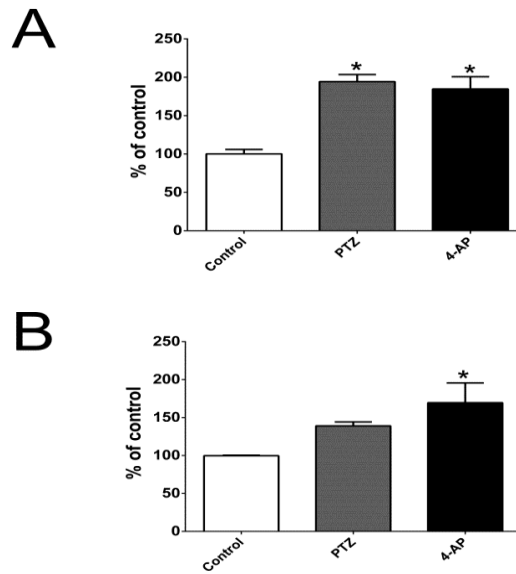 A
% of control
250
200
150
100
50
0
* *
Control PTZ 4-AP
B
% of control
250
200
150
100
50
0
*
Control PTZ 4-AP